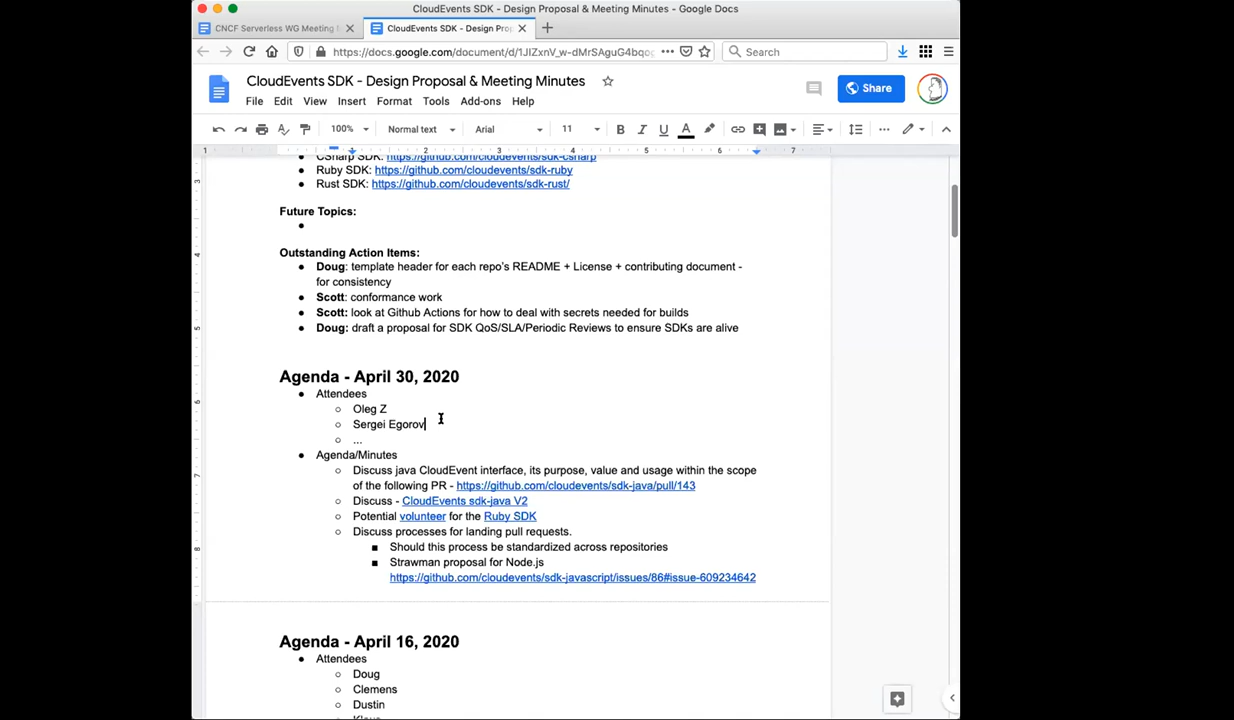 CloudEvents SDK - Design Proposal & Meeting Minutes - Google Docs
CNCF Serverless WG Meeting
CloudEvents SDK - Design Prop
https://docs.google.com/document/d/1JIZxnV_w-dMrSAguG4bqo
Search
CloudEvents SDK - Design Proposal & Meeting Minutes
File Edit View Insert Format Tools Add-ons Help
Share
100% Normal text Arial 11 B I U A
1 1 2 3 4 5 6 7
CSharp SDK: https://github.com/cloudevents/sdk-csharp
Ruby SDK: https://github.com/cloudevents/sdk-ruby
Rust SDK: https://github.com/cloudevents/sdk-rust/
Future Topics:
Outstanding Action Items:
Doug: template header for each repo's README + License + contributing document -
for consistency
Scott: conformance work
Scott: look at Github Actions for how to deal with secrets needed for builds
Doug: draft a proposal for SDK QoS/SLA/Periodic Reviews to ensure SDKs are alive
Agenda - April 30, 2020
Attendees
Oleg Z
Sergei Egorov
...
Agenda/Minutes
Discuss java CloudEvent interface, its purpose, value and usage within the scope
of the following PR - https://github.com/cloudevents/sdk-java/pull/143
Discuss - CloudEvents sdk-java V2
Potential volunteer for the Ruby SDK
Discuss processes for landing pull requests.
Should this process be standardized across repositories
Strawman proposal for Node.js
https://github.com/cloudevents/sdk-javascript/issues/86#issue-609234642
Agenda - April 16, 2020
Attendees
Doug
Clemens
Dustin